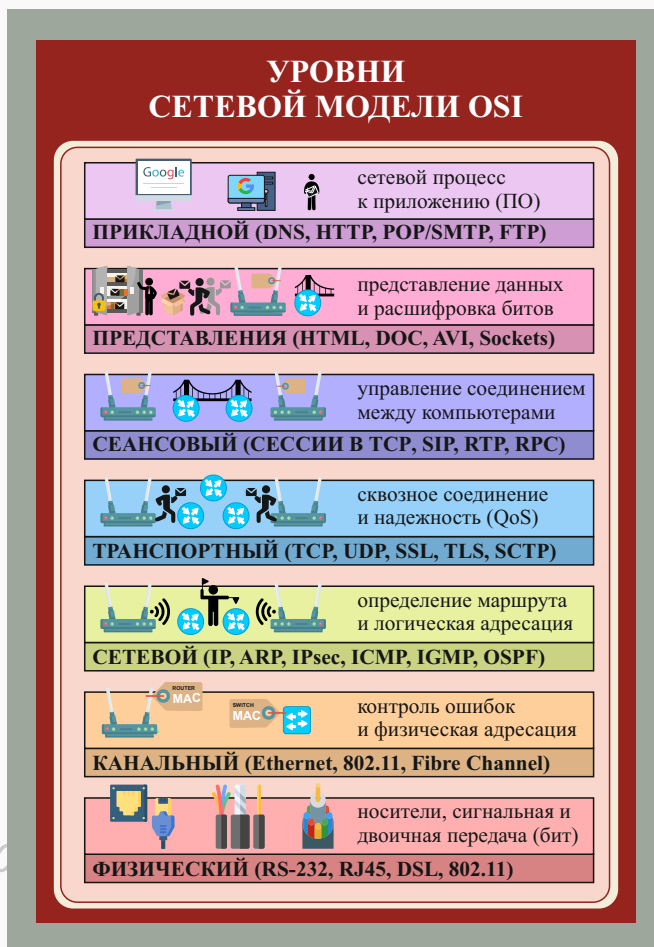 УРОВНИ
СЕТЕВОЙ МОДЕЛИ OSI
Google
G
сетевой процесс
к приложению (ПО)
ПРИКЛАДНОЙ (DNS, HTTP, POP/SMTP, FTP)
представление данных
и расшифровка битов
ПРЕДСТАВЛЕНИЯ (HTML, DOC, AVI, Sockets)
управление соединением
между компьютерами
СЕАНСОВЫЙ (СЕССИИ В TCP, SIP, RTP, RPC)
сквозное соединение
и надежность (QoS)
ТРАНСПОРТНЫЙ (TCP, UDP, SSL, TLS, SCTP)
определение маршрута
и логическая адресация
СЕТЕВОЙ (IP, ARP, IPsec, ICMP, IGMP, OSPF)
ROUTER
MAC
SWITCH
MAC
контроль ошибок
и физическая адресация
КАНАЛЬНЫЙ (Ethernet, 802.11, Fibre Channel)
носители, сигнальная и
двоичная передача (бит)
ФИЗИЧЕСКИЙ (RS-232, RJ45, DSL, 802.11)